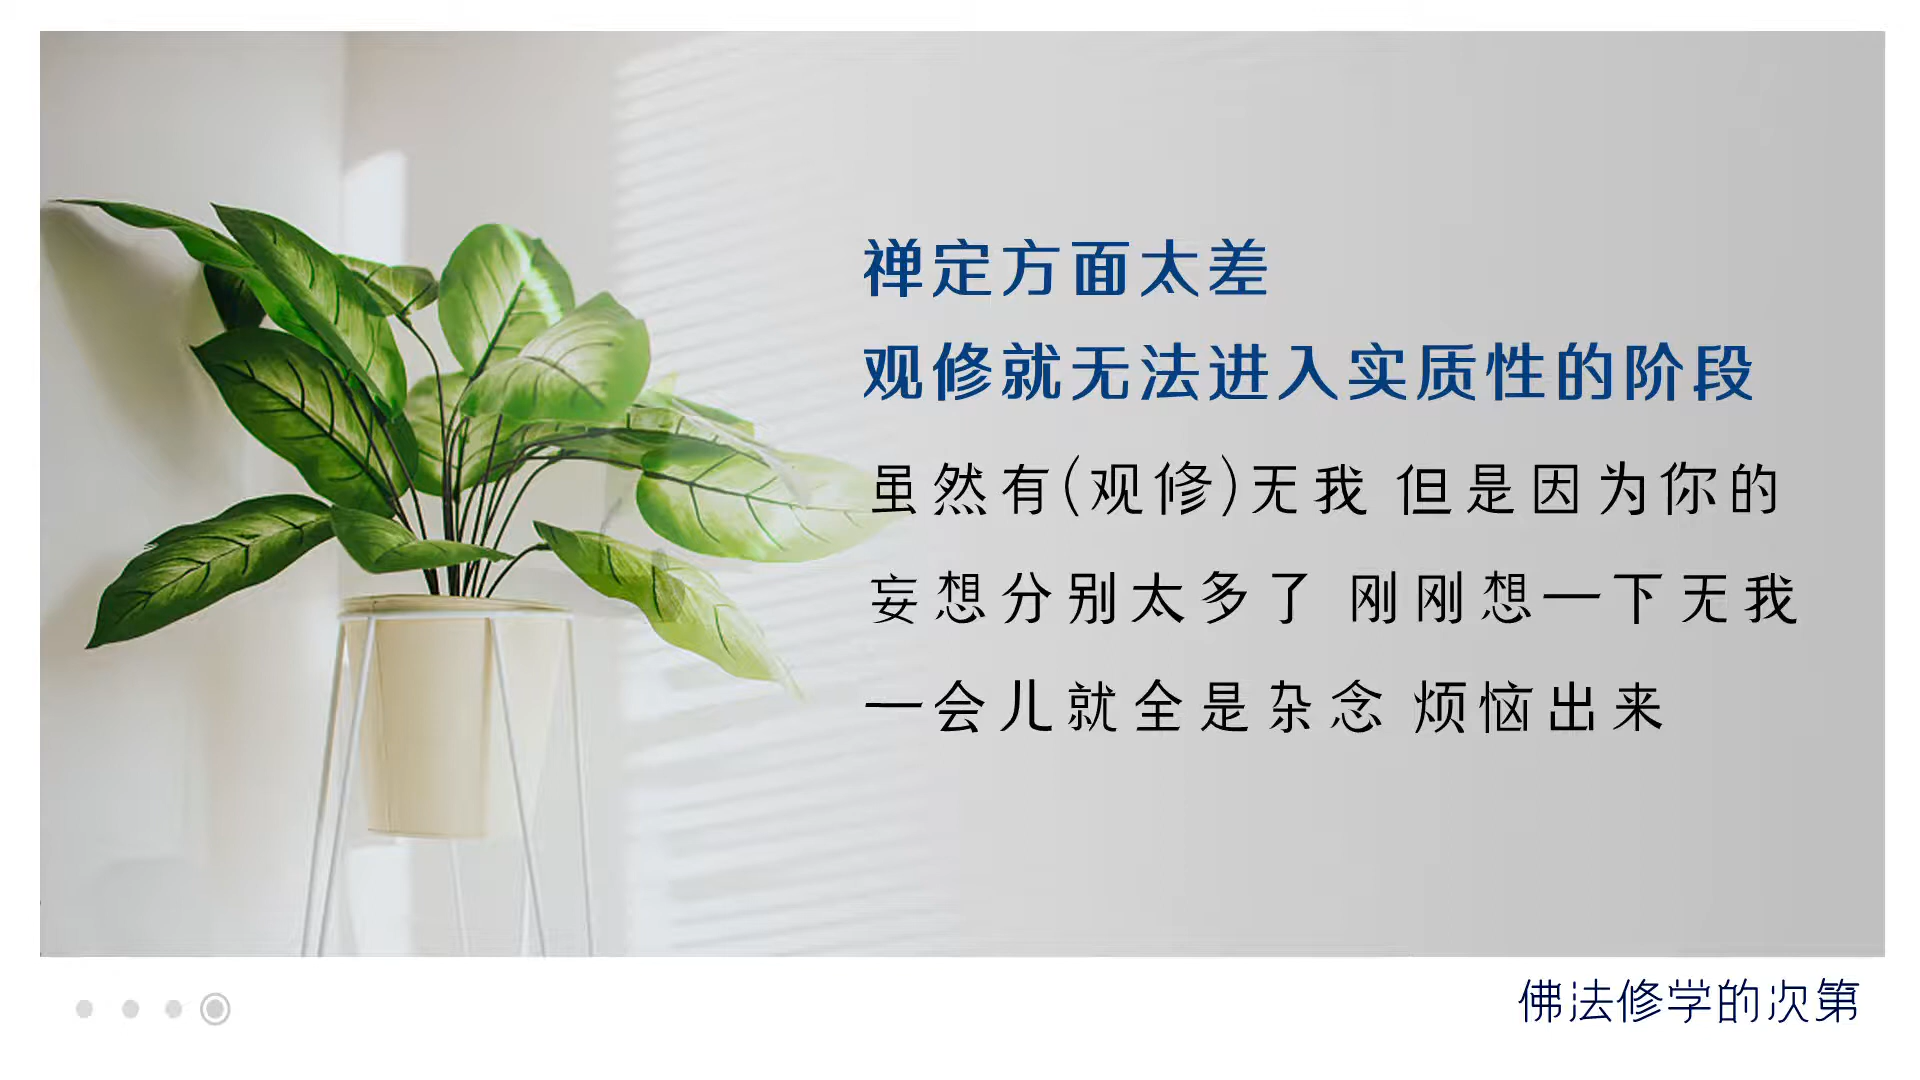 禅定方面太差
观修就无法进入实质性的阶段
虽然有(观修)无我 但是因为你的
妄想分别太多了 刚刚想一下无我
一会儿就全是杂念 烦恼出来
佛法修学的次第